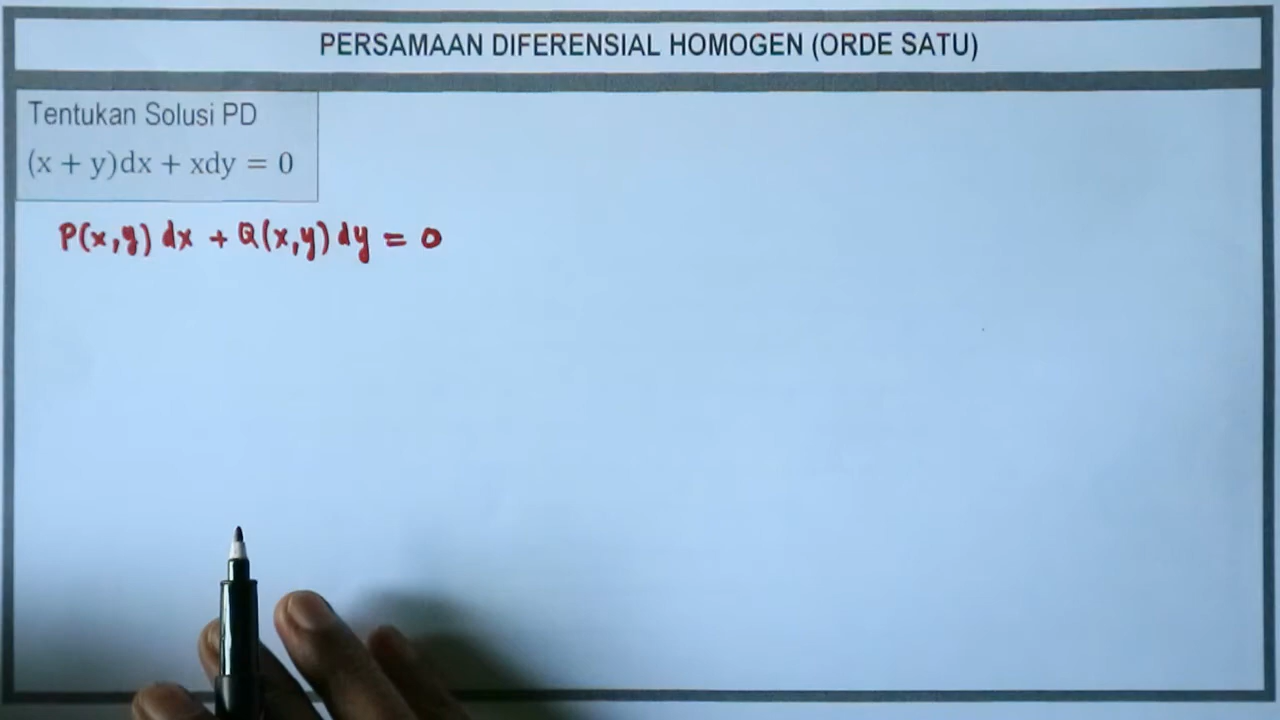 PERSAMAAN DIFERENSIAL HOMOGEN (ORDE SATU)
Tentukan Solusi PD
(x + y)dx + xdy = 0
P(x,y) dx + Q(x,y) dy = 0